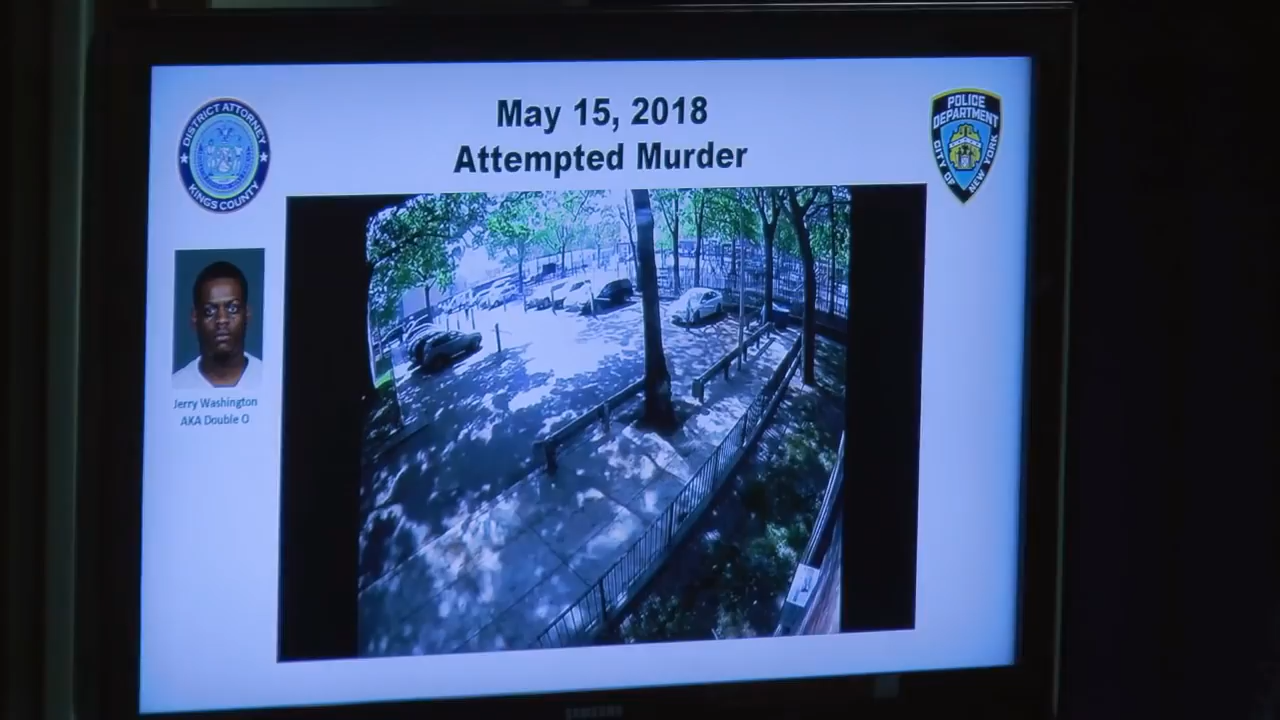 May 15, 2018
Attempted Murder
DISTRICT ATTORNEY
KINGS COUNTY
POLICE
DEPARTMENT
CITY OF
NEW YORK
Jerry Washington
AKA Double O
SAMSUNG